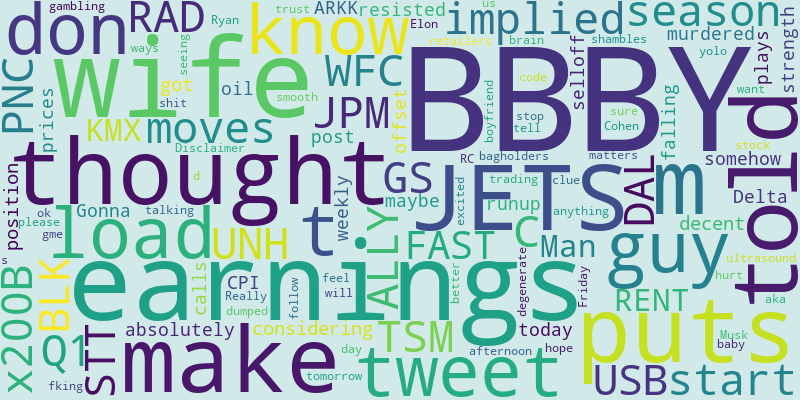 gambling
trust
ARKK
resisted
us
season
don
RAD
Ryan
know
Elon
implied
retailers
brain
shambles
murdered
yolo
plays
strength
ways
seeing
wife
WFC
BBBY
selloff
PNC
prices
got
shit
oil
smooth
JPM
offset
boyfriend
code
stop
tell
sure
Cohen
want
KMX
moves
post
falling
stock
told
thought
Disclaimer
d
GS
RC
bagholders
matters
somehow
position
ok
please
gme
Gonna
talking
load
t
weekly
maybe
JETS
excited
trading
clue
anything
DAL
m
Delta
UNH
ALLY
FAST
runup
C
Man
guy
decent
s
x200B
BLK
earnings
calls
CPI
Really
dumped
feel
will
follow
better
degenerate
Friday
RENT
hurt
ultrasound
aka
Q1
STT
absolutely
considering
TSM
today
puts
Musk
baby
fking
make
day
tomorrow
tweet
afternoon
hope
USB
start